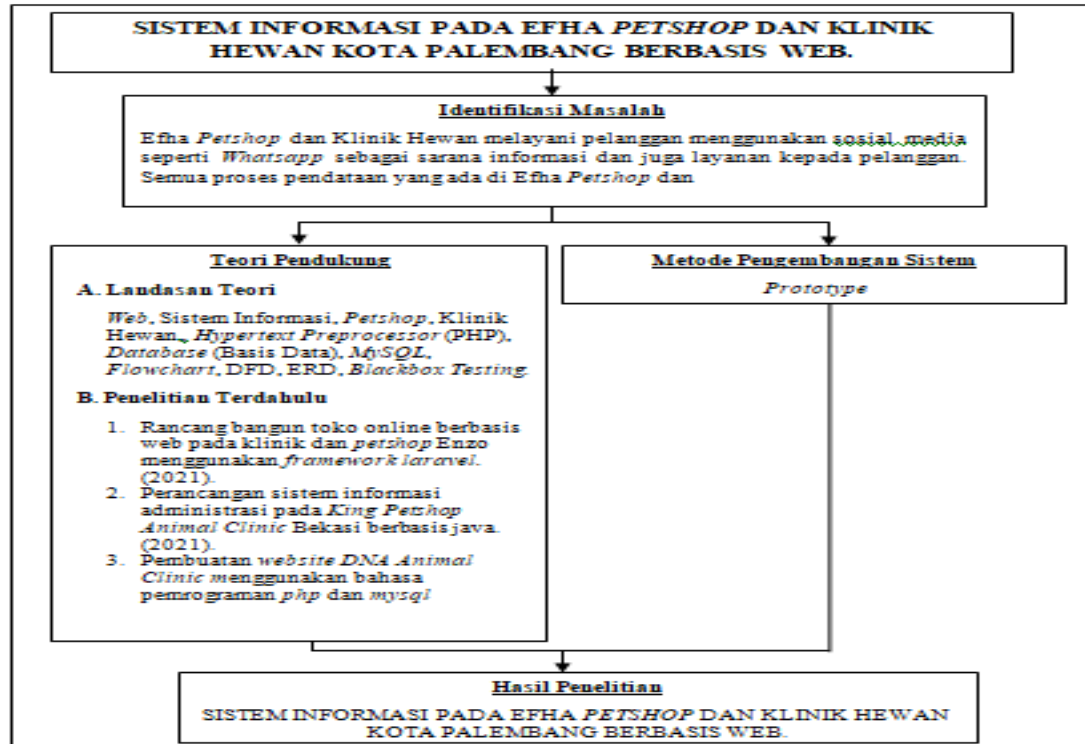 SISTEM INFORMASI PADA EFHA PETSHOP DAN KLINIK
HEWAN KOTA PALEMBANG BERBASIS WEB.
Identifikasi Masalah
Efha Petshop dan Klinik Hewan melayani pelanggan menggunakan sosial media
seperti Whatsapp sebagai sarana informasi dan juga layanan kepada pelanggan.
Semua proses pendataan yang ada di Efha Petshop dan
Teori Pendukung
A. Landasan Teori
Web, Sistem Informasi, Petshop, Klinik
Hewan, Hypertext Preprocessor (PHP),
Database (Basis Data), MySQL,
Flowchart, DFD, ERD, Blackbox Testing.
B. Penelitian Terdahulu
1. Rancang bangun toko online berbasis
web pada klinik dan petshop Enzo
menggunakan framework laravel.
(2021).
2. Perancangan sistem informasi
administrasi pada King Petshop
Animal Clinic Bekasi berbasis java.
(2021).
3. Pembuatan website DNA Animal
Clinic menggunakan bahasa
pemrograman php dan mysql
Metode Pengembangan Sistem
Prototype
Hasil Penelitian
SISTEM INFORMASI PADA EFHA PETSHOP DAN KLINIK HEWAN
KOTA PALEMBANG BERBASIS WEB.